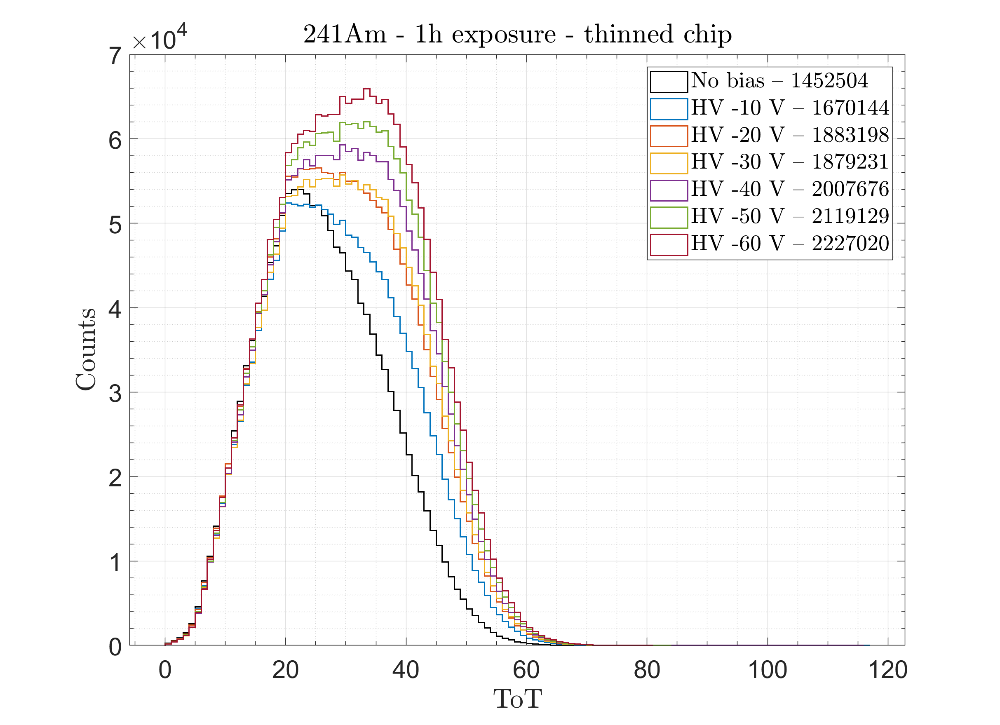 241Am - 1h exposure - thinned chip
×10⁴
7
6
5
4
3
2
1
0
Counts
No bias – 1452504
HV -10 V – 1670144
HV -20 V – 1883198
HV -30 V – 1879231
HV -40 V – 2007676
HV -50 V – 2119129
HV -60 V – 2227020
0 20 40 60 80 100 120
ToT